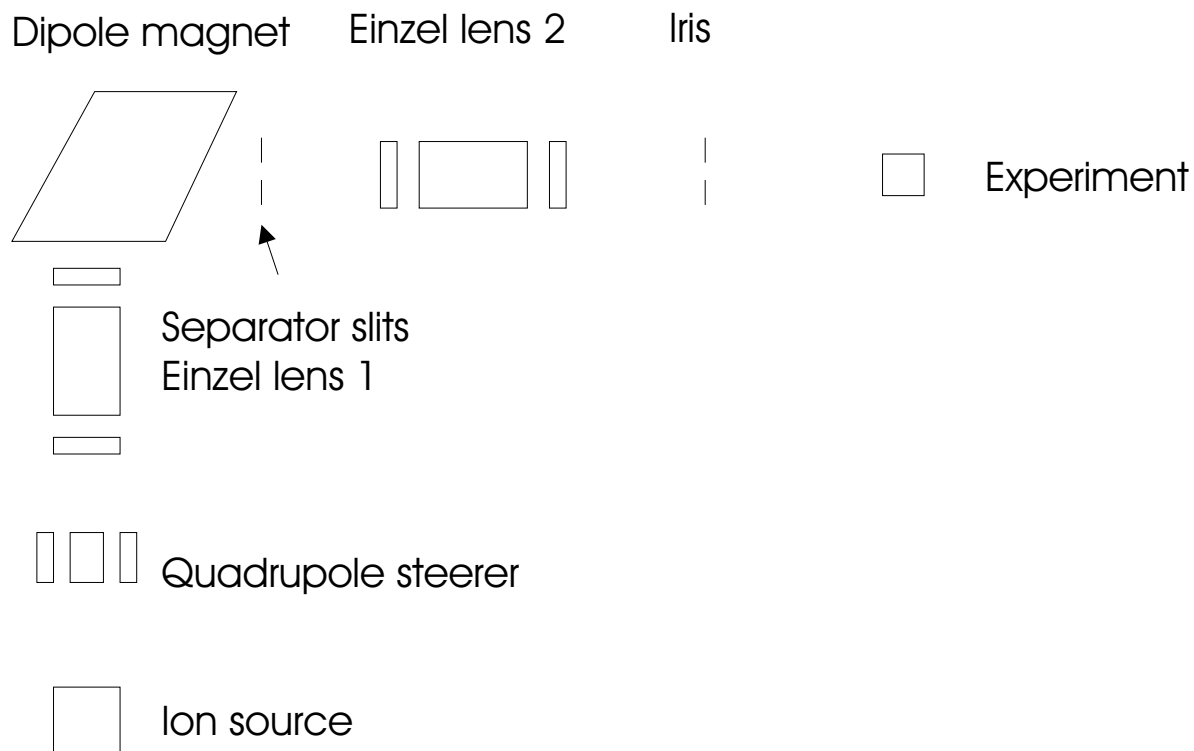 Dipole magnet
Einzel lens 2
Iris
Experiment
Separator slits
Einzel lens 1
Quadrupole steerer
Ion source